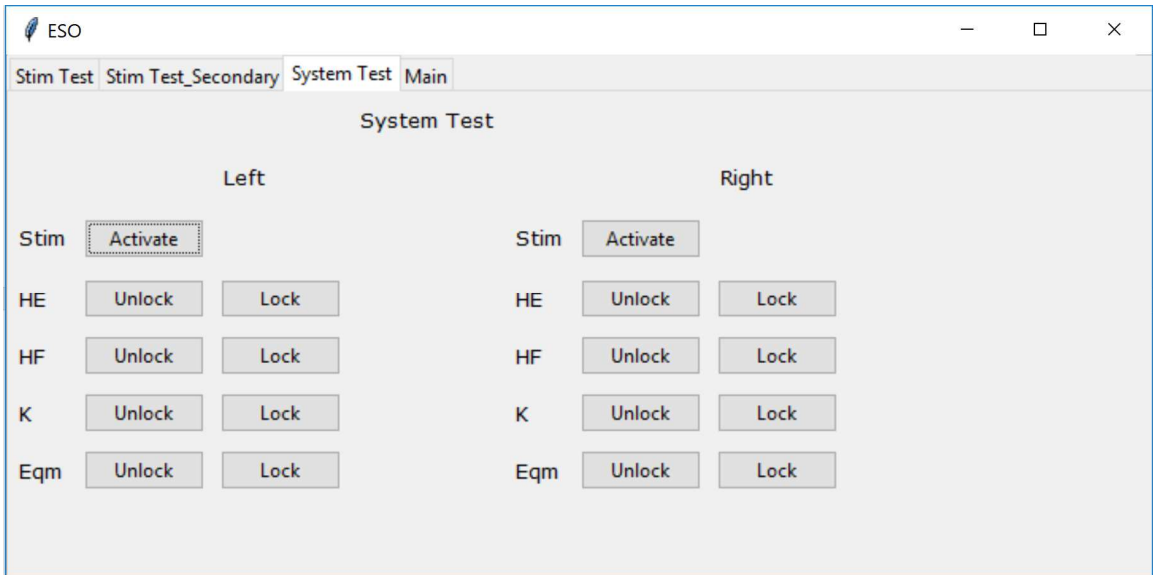 ESO
Stim Test Stim Test_Secondary System Test Main
System Test
Left Right
Stim Activate Stim Activate
HE Unlock Lock HE Unlock Lock
HF Unlock Lock HF Unlock Lock
K Unlock Lock K Unlock Lock
Eqm Unlock Lock Eqm Unlock Lock